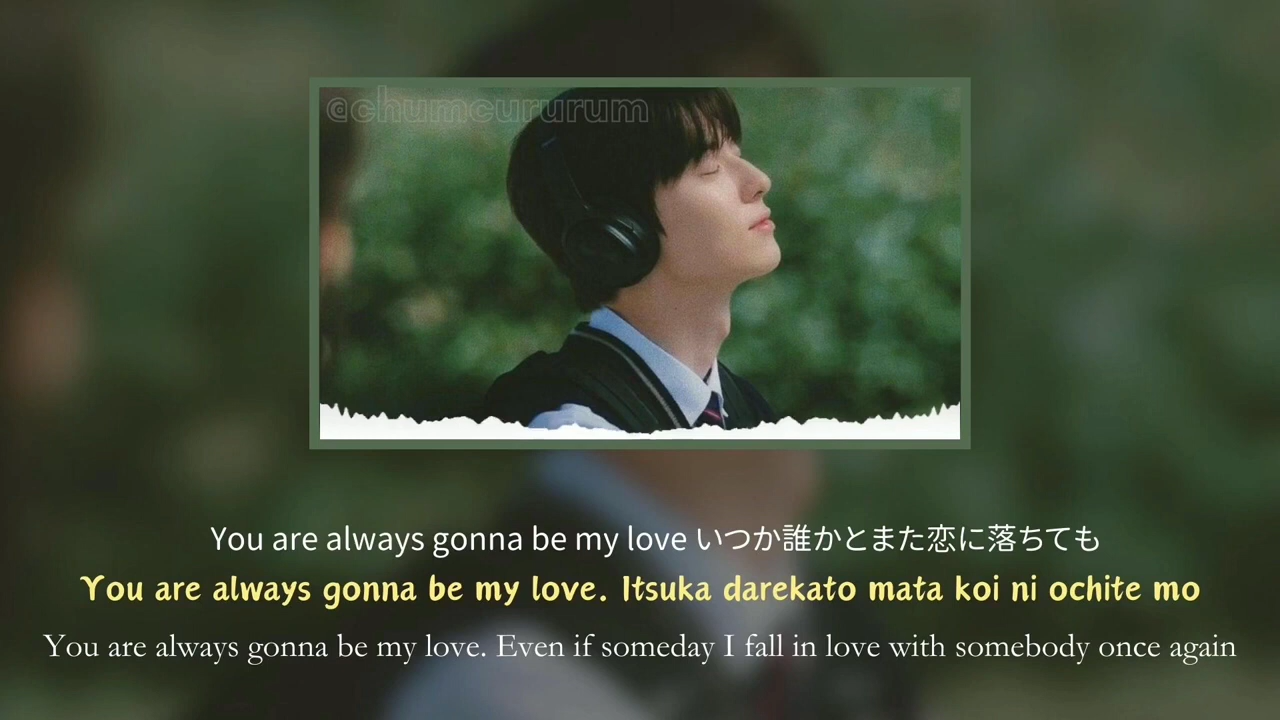 @chumcururum
You are always gonna be my love いつか誰かとまた恋に落ちても
You are always gonna be my love. Itsuka darekato mata koi ni ochite mo
You are always gonna be my love. Even if someday I fall in love with somebody once again